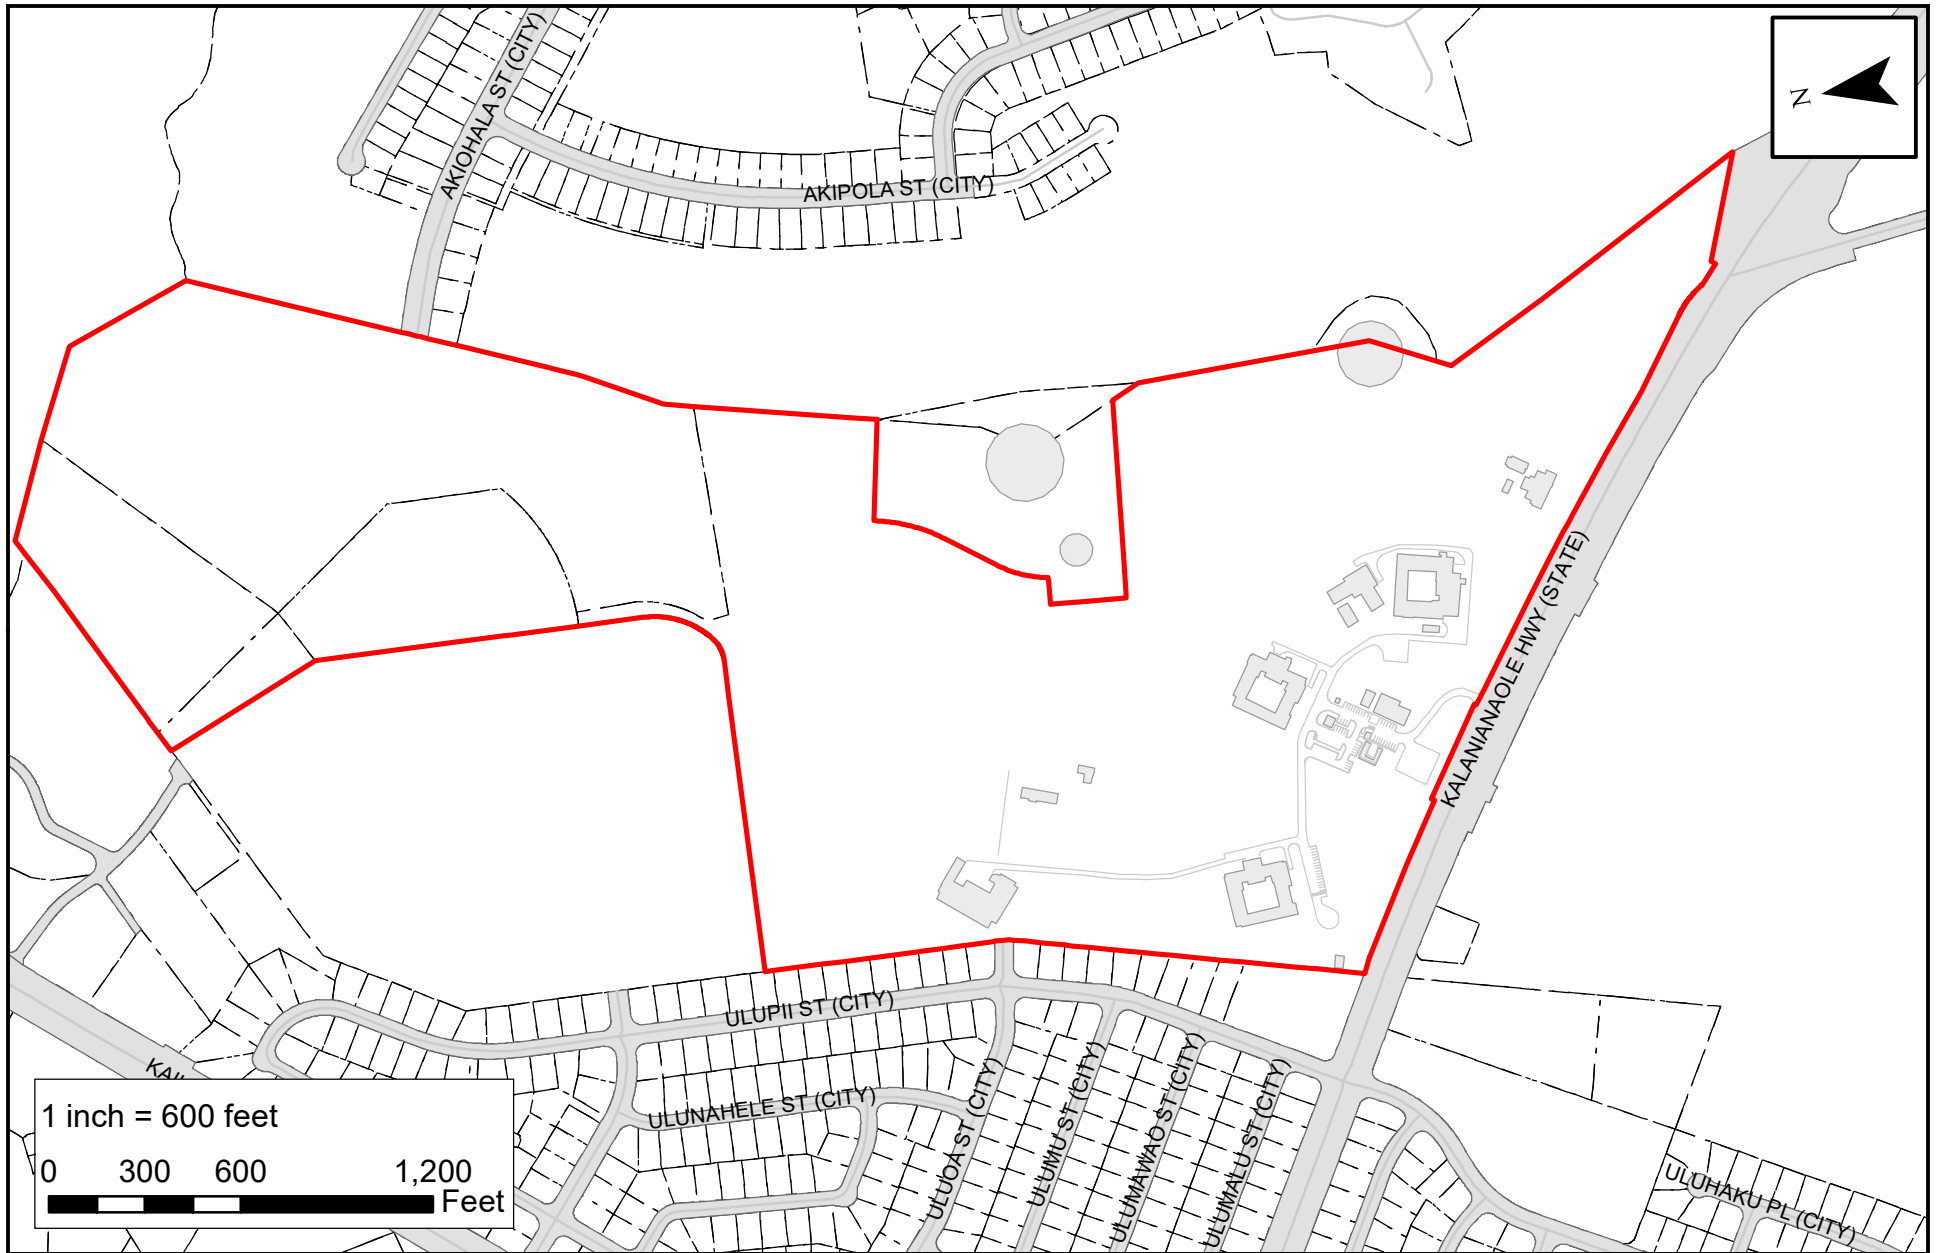 AKIOHALA ST (CITY)
AKIPOLA ST (CITY)
N
KALANIANAOLE HWY (STATE)
ULUPII ST (CITY)
ULUNAHELE ST (CITY)
ULUOA ST (CITY)
ULUMU ST (CITY)
ULUMAWAO ST (CITY)
ULUMALU ST (CITY)
ULUHAKU PL (CITY)
1 inch = 600 feet
0 300 600 1,200
Feet